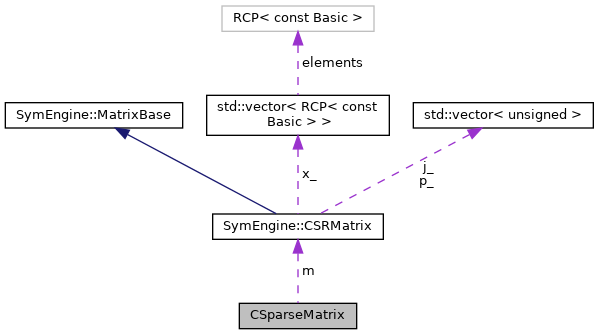 RCP< const Basic >
elements
SymEngine::MatrixBase
std::vector< RCP< const
Basic > >
std::vector< unsigned >
x_
j_
p_
SymEngine::CSRMatrix
m
CSparseMatrix